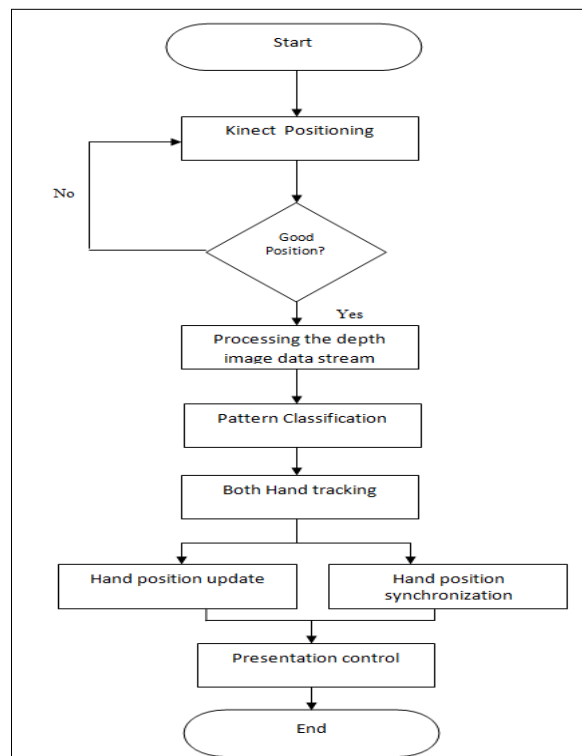 Start
Kinect Positioning
No
Good
Position?
Yes
Processing the depth
image data stream
Pattern Classification
Both Hand tracking
Hand position update
Hand position
synchronization
Presentation control
End